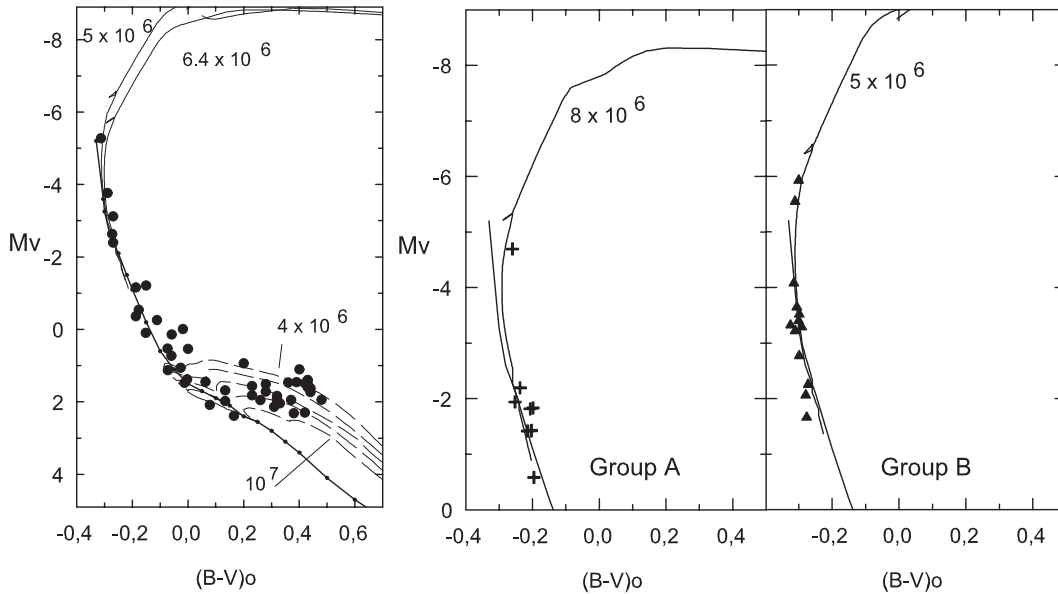 5 x 10 6
6.4 x 10 6
4 x 10 6
10 7
Mv
-8
-6
-4
-2
0
2
4
-0,4 -0,2 0,0 0,2 0,4 0,6
(B-V)o
8 x 10 6
Group A
Mv
-8
-6
-4
-2
0
-0,4 -0,2 0,0 0,2 0,4
(B-V)o
5 x 10 6
Group B
-0,2 0,0 0,2 0,4
(B-V)o